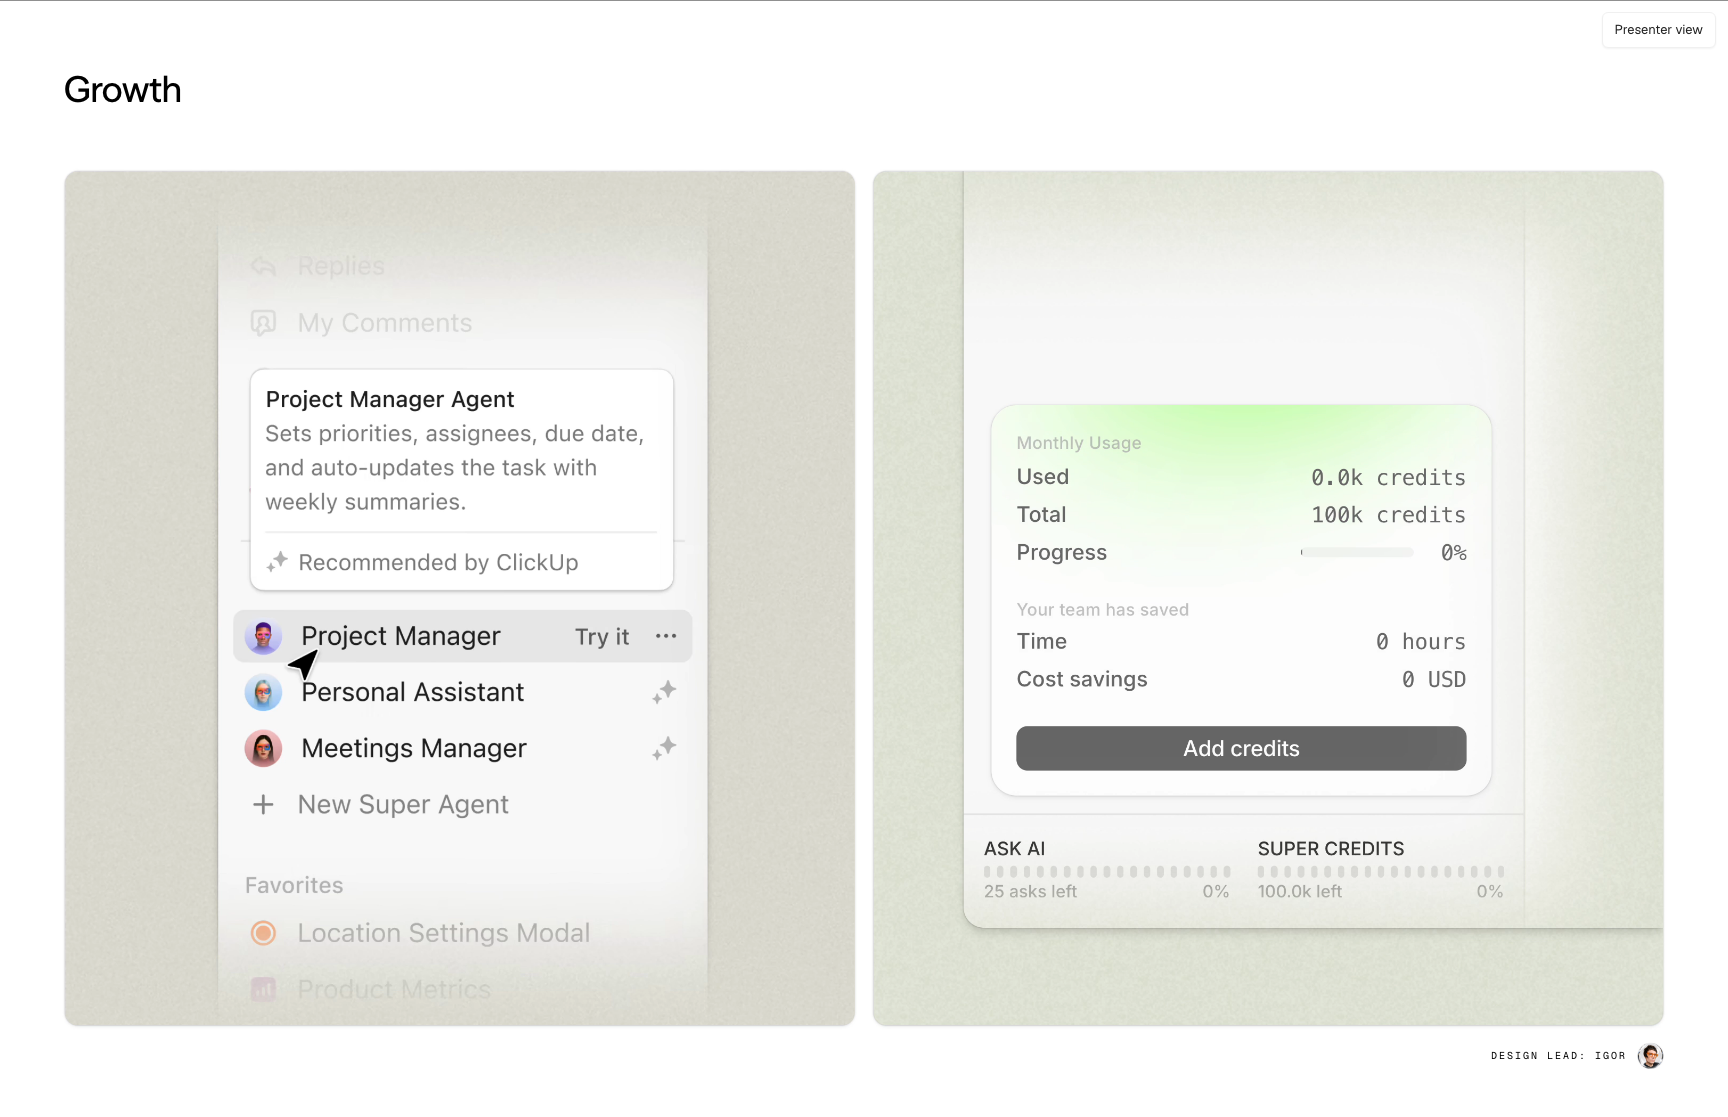 Presenter view
Growth
Replies
My Comments
Project Manager Agent
Sets priorities, assignees, due date,
and auto-updates the task with
weekly summaries.
Recommended by ClickUp
Project Manager Try it
Personal Assistant
Meetings Manager
New Super Agent
Favorites
Location Settings Modal
Product Metrics
Monthly Usage
Used 0.0k credits
Total 100k credits
Progress 0%
Your team has saved
Time 0 hours
Cost savings 0 USD
Add credits
ASK AI
25 asks left 0%
SUPER CREDITS
100.0k left 0%
DESIGN LEAD: IGOR